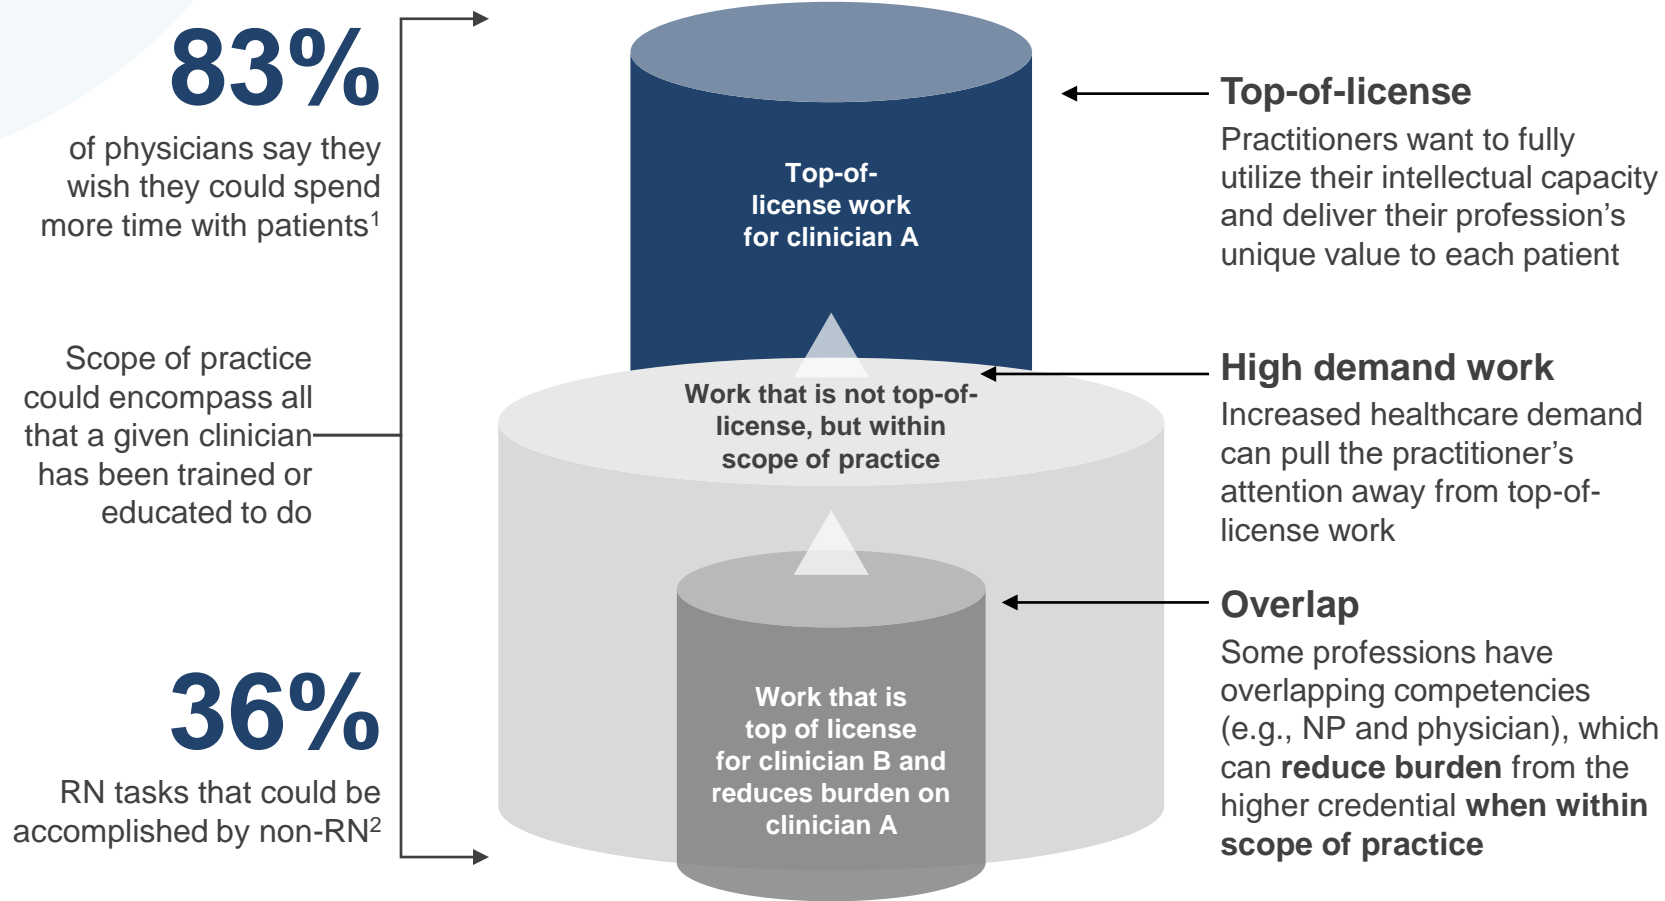 83%
of physicians say they
wish they could spend
more time with patients¹
Scope of practice
could encompass all
that a given clinician
has been trained or
educated to do
36%
RN tasks that could be
accomplished by non-RN²
Top-of-
license work
for clinician A
Work that is not top-of-
license, but within
scope of practice
Work that is
top of license
for clinician B and
reduces burden on
clinician A
Top-of-license
Practitioners want to fully
utilize their intellectual capacity
and deliver their profession’s
unique value to each patient
High demand work
Increased healthcare demand
can pull the practitioner’s
attention away from top-of-
license work
Overlap
Some professions have
overlapping competencies
(e.g., NP and physician), which
can reduce burden from the
higher credential when within
scope of practice